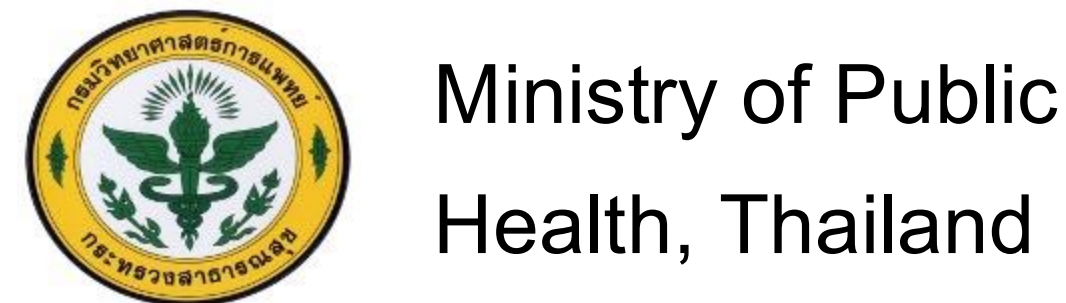 กรมวิทยาศาสตร์การแพทย์
กระทรวงสาธารณสุข
Ministry of Public
Health, Thailand